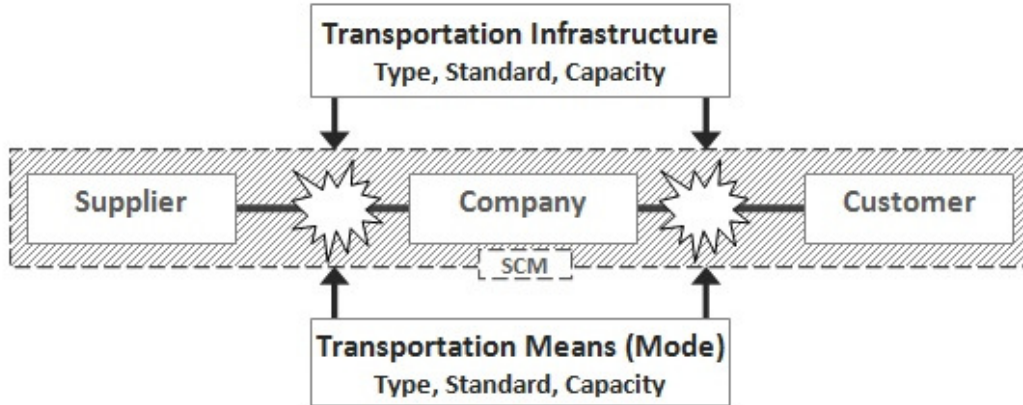 Transportation Infrastructure
Type, Standard, Capacity
Supplier
Company
Customer
SCM
Transportation Means (Mode)
Type, Standard, Capacity